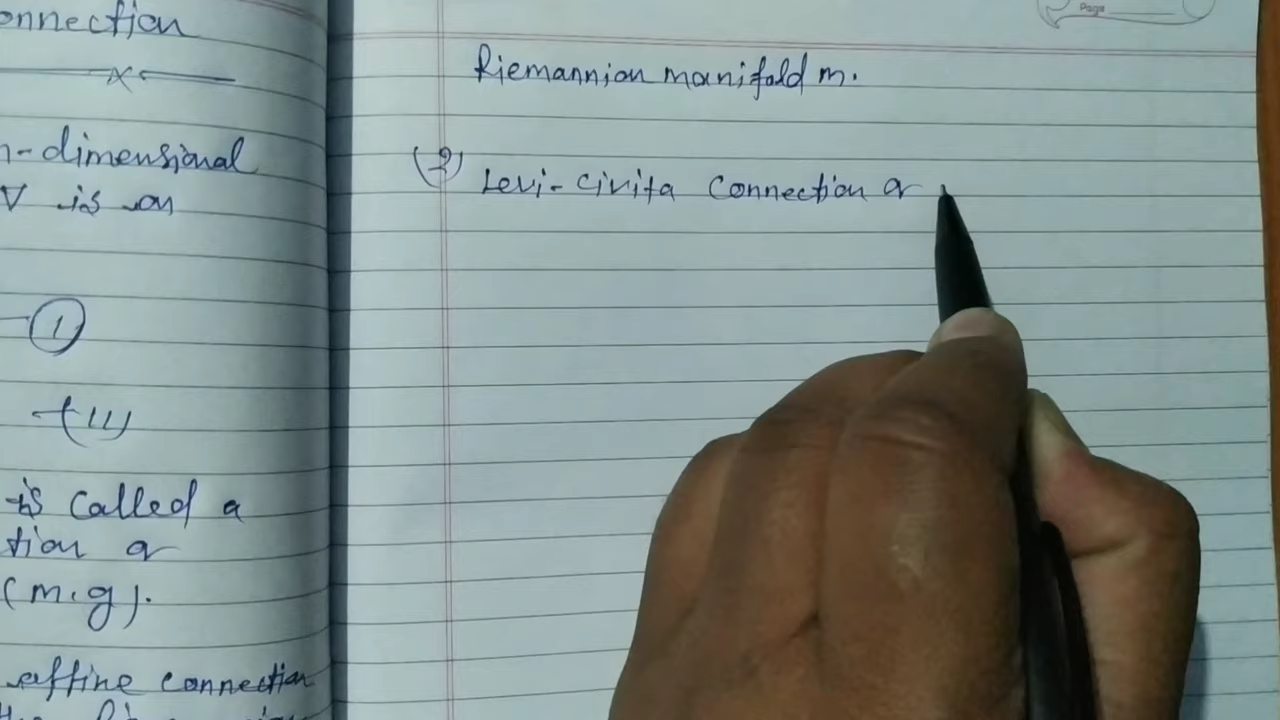 onnection
n-dimensional
∇ is an
①
(ii)
is called a
tion or
(m,g).
affine connection
Page
Riemannian manifold m.
(2) Levi-civita Connection or